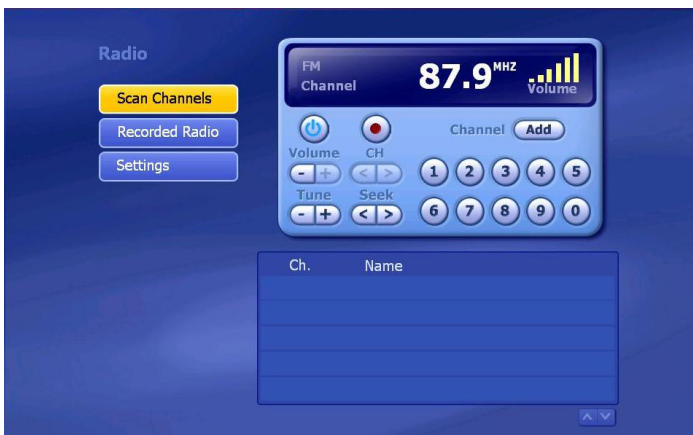 Radio
Scan Channels
Recorded Radio
Settings
FM
Channel
87.9 MHZ
Volume
Channel Add
Volume CH
- + < >
1 2 3 4 5
Tune Seek
- + < >
6 7 8 9 0
Ch. Name